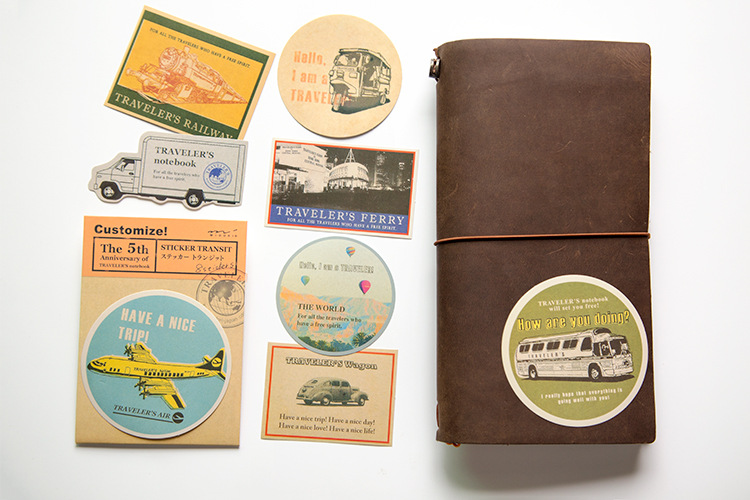 FOR ALL THE TRAVELERS WHO HAVE A FREE SPIRIT.
TRAVELER'S RAILWAY
Hello,
I am a
TRAVELER
TRAVELER'S
notebook
For all the travelers who
have a free spirit.
TRAVELER'S FERRY
FOR ALL THE TRAVELERS WHO HAVE A FREE SPIRIT.
Customize!
The 5th
Anniversary of
TRAVELER'S notebook
STICKER TRANSIT
ステッカー トランジット
8 stickers
HAVE A NICE
TRIP!
TRAVELER'S AIR
Hello, I am a TRAVELER!
THE WORLD
For all the travelers who
have a free spirit.
TRAVELER'S Wagon
Have a nice trip! Have a nice day!
Have a nice love! Have a nice life!
TRAVELER'S notebook
will set you free!
How are you doing?
TRAVELER'S
I really hope that everything is
going well with you!